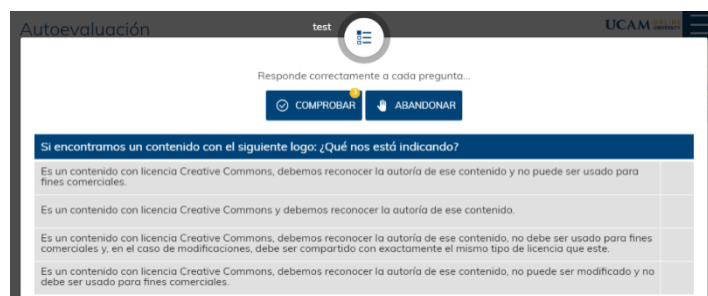 Autoevaluación
test
UCAM ONLINE
UNIVERSITY
Responde correctamente a cada pregunta...
COMPROBAR
ABANDONAR
Si encontramos un contenido con el siguiente logo: ¿Qué nos está indicando?
Es un contenido con licencia Creative Commons, debemos reconocer la autoría de ese contenido y no puede ser usado para
fines comerciales.
Es un contenido con licencia Creative Commons y debemos reconocer la autoría de ese contenido.
Es un contenido con licencia Creative Commons, debemos reconocer la autoría de ese contenido, no debe ser usado para fines
comerciales y, en el caso de modificaciones, debe ser compartido con exactamente el mismo tipo de licencia que este.
Es un contenido con licencia Creative Commons, debemos reconocer la autoría de ese contenido, no puede ser modificado y no
debe ser usado para fines comerciales.